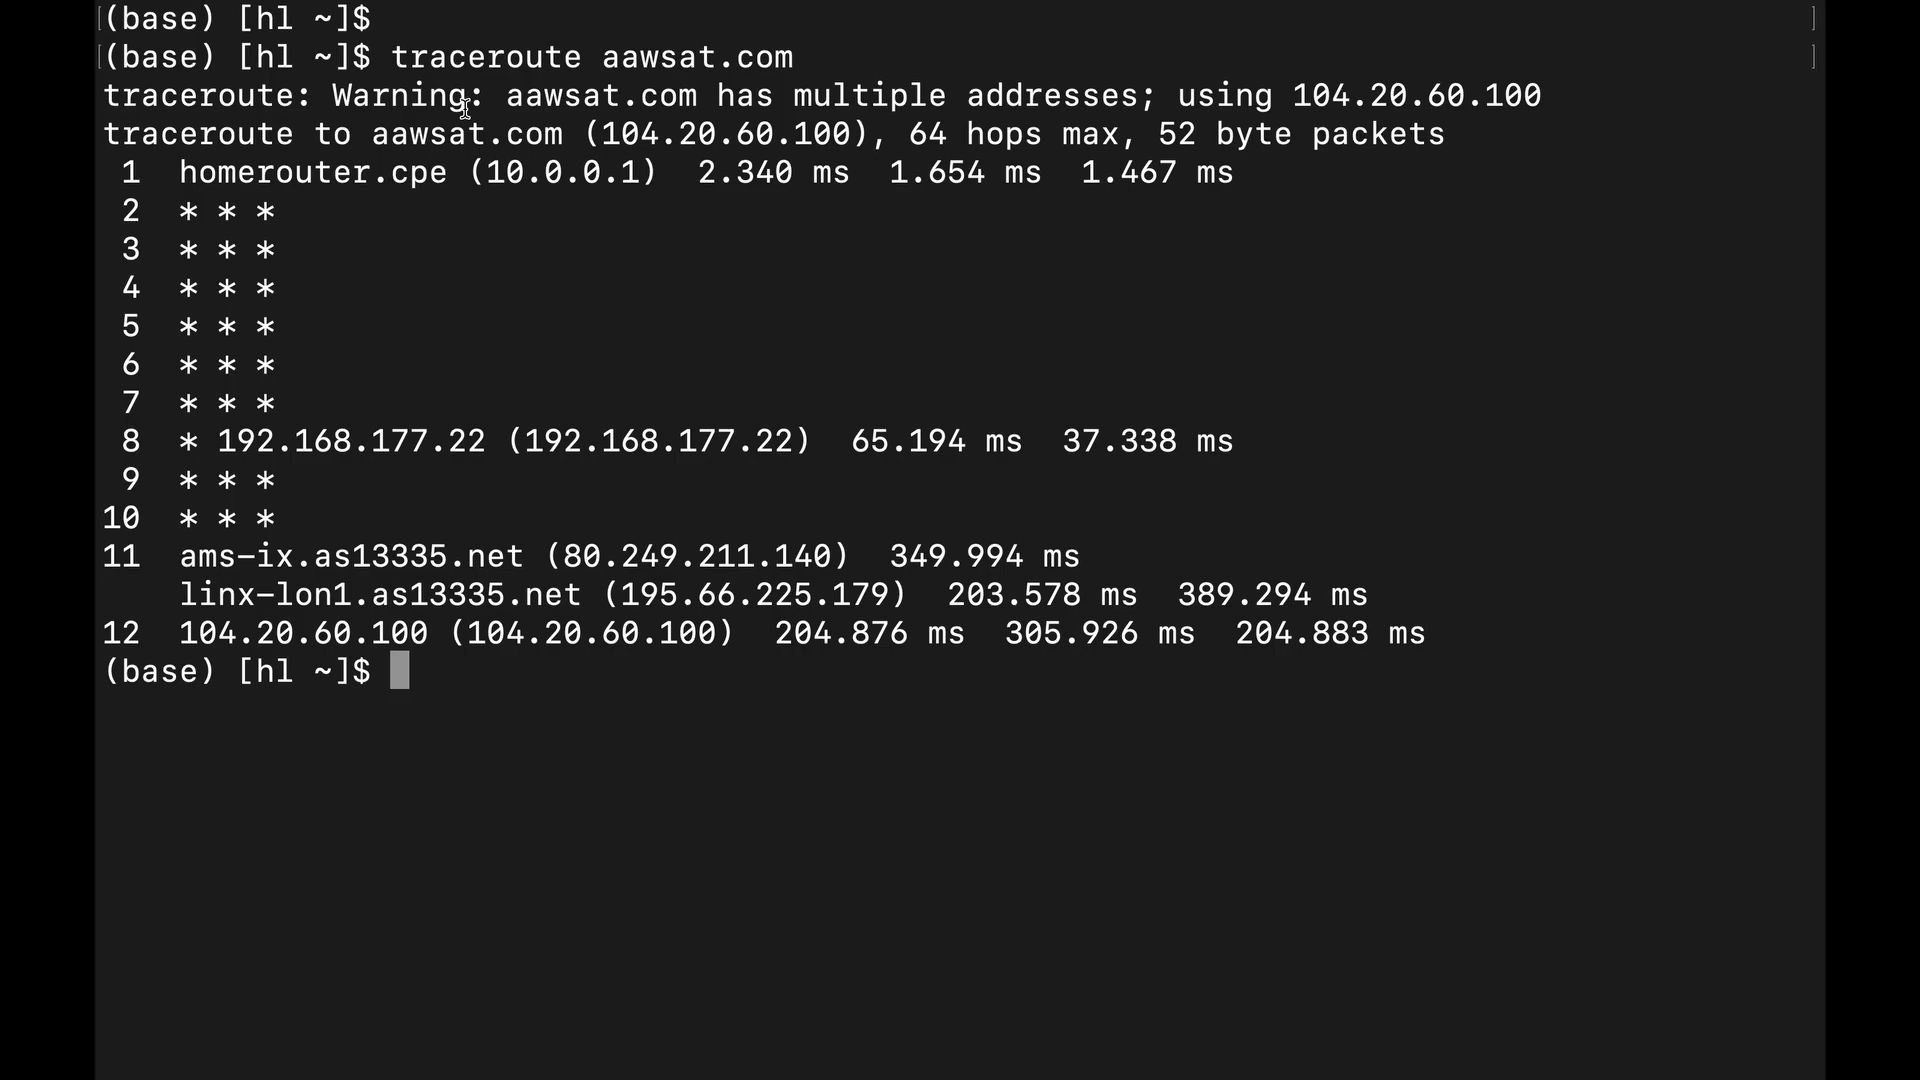 (base) [hl ~]$
(base) [hl ~]$ traceroute aawsat.com
traceroute: Warning: aawsat.com has multiple addresses; using 104.20.60.100
traceroute to aawsat.com (104.20.60.100), 64 hops max, 52 byte packets
 1  homerouter.cpe (10.0.0.1)  2.340 ms  1.654 ms  1.467 ms
 2  * * *
 3  * * *
 4  * * *
 5  * * *
 6  * * *
 7  * * *
 8  * 192.168.177.22 (192.168.177.22)  65.194 ms  37.338 ms
 9  * * *
10  * * *
11  ams-ix.as13335.net (80.249.211.140)  349.994 ms
    linx-lon1.as13335.net (195.66.225.179)  203.578 ms  389.294 ms
12  104.20.60.100 (104.20.60.100)  204.876 ms  305.926 ms  204.883 ms
(base) [hl ~]$